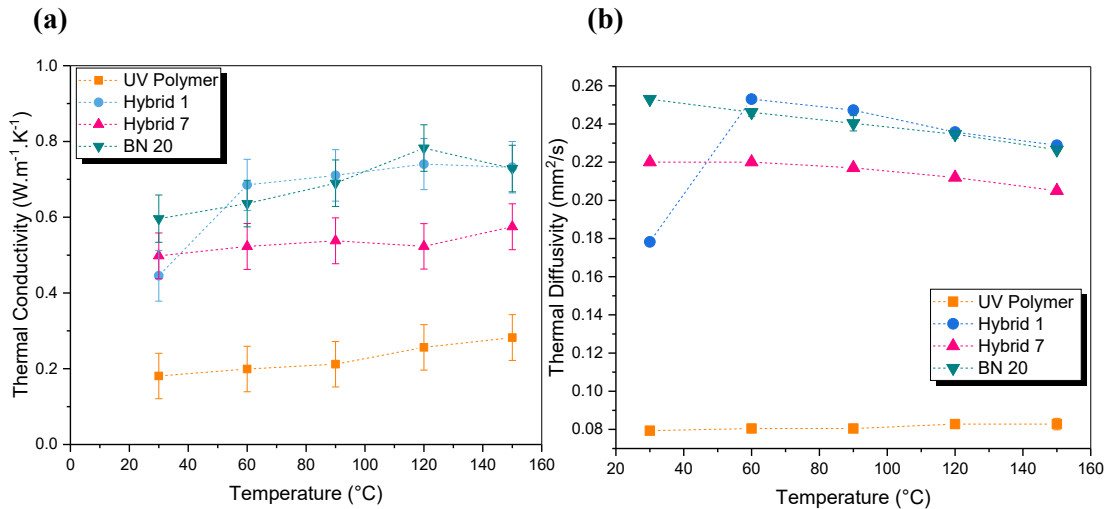 (a)
Thermal Conductivity (W.m⁻¹.K⁻¹)
1.0
0.8
0.6
0.4
0.2
0.0
UV Polymer
Hybrid 1
Hybrid 7
BN 20
0 20 40 60 80 100 120 140 160
Temperature (°C)
(b)
Thermal Diffusivity (mm²/s)
0.26
0.24
0.22
0.20
0.18
0.16
0.14
0.12
0.10
0.08
UV Polymer
Hybrid 1
Hybrid 7
BN 20
20 40 60 80 100 120 140 160
Temperature (°C)